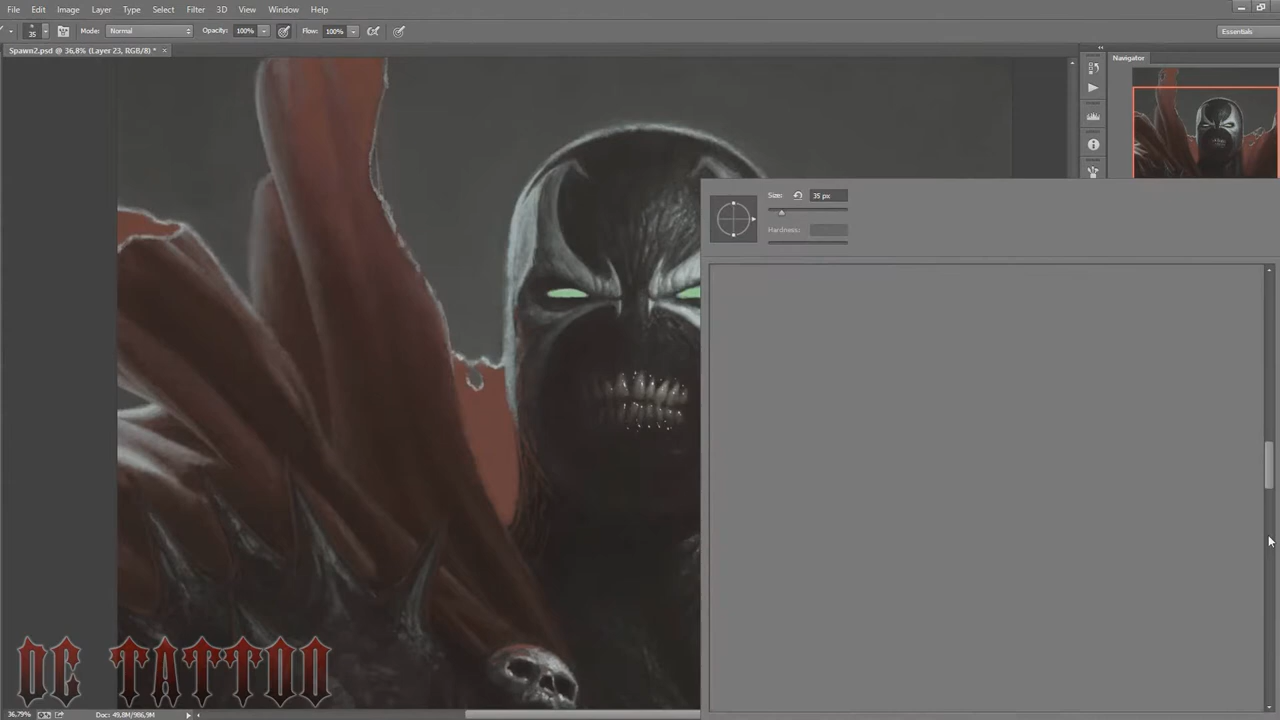 File Edit Image Layer Type Select Filter 3D View Window Help
35 Mode: Normal Opacity: 100% Flow: 100% Essentials
Spawn2.psd @ 36,8% (Layer 23, RGB/8) * ×
Navigator
Size: 35 px
Hardness:
OG TATTOO
36,79% Doc: 49,8M/986,9M